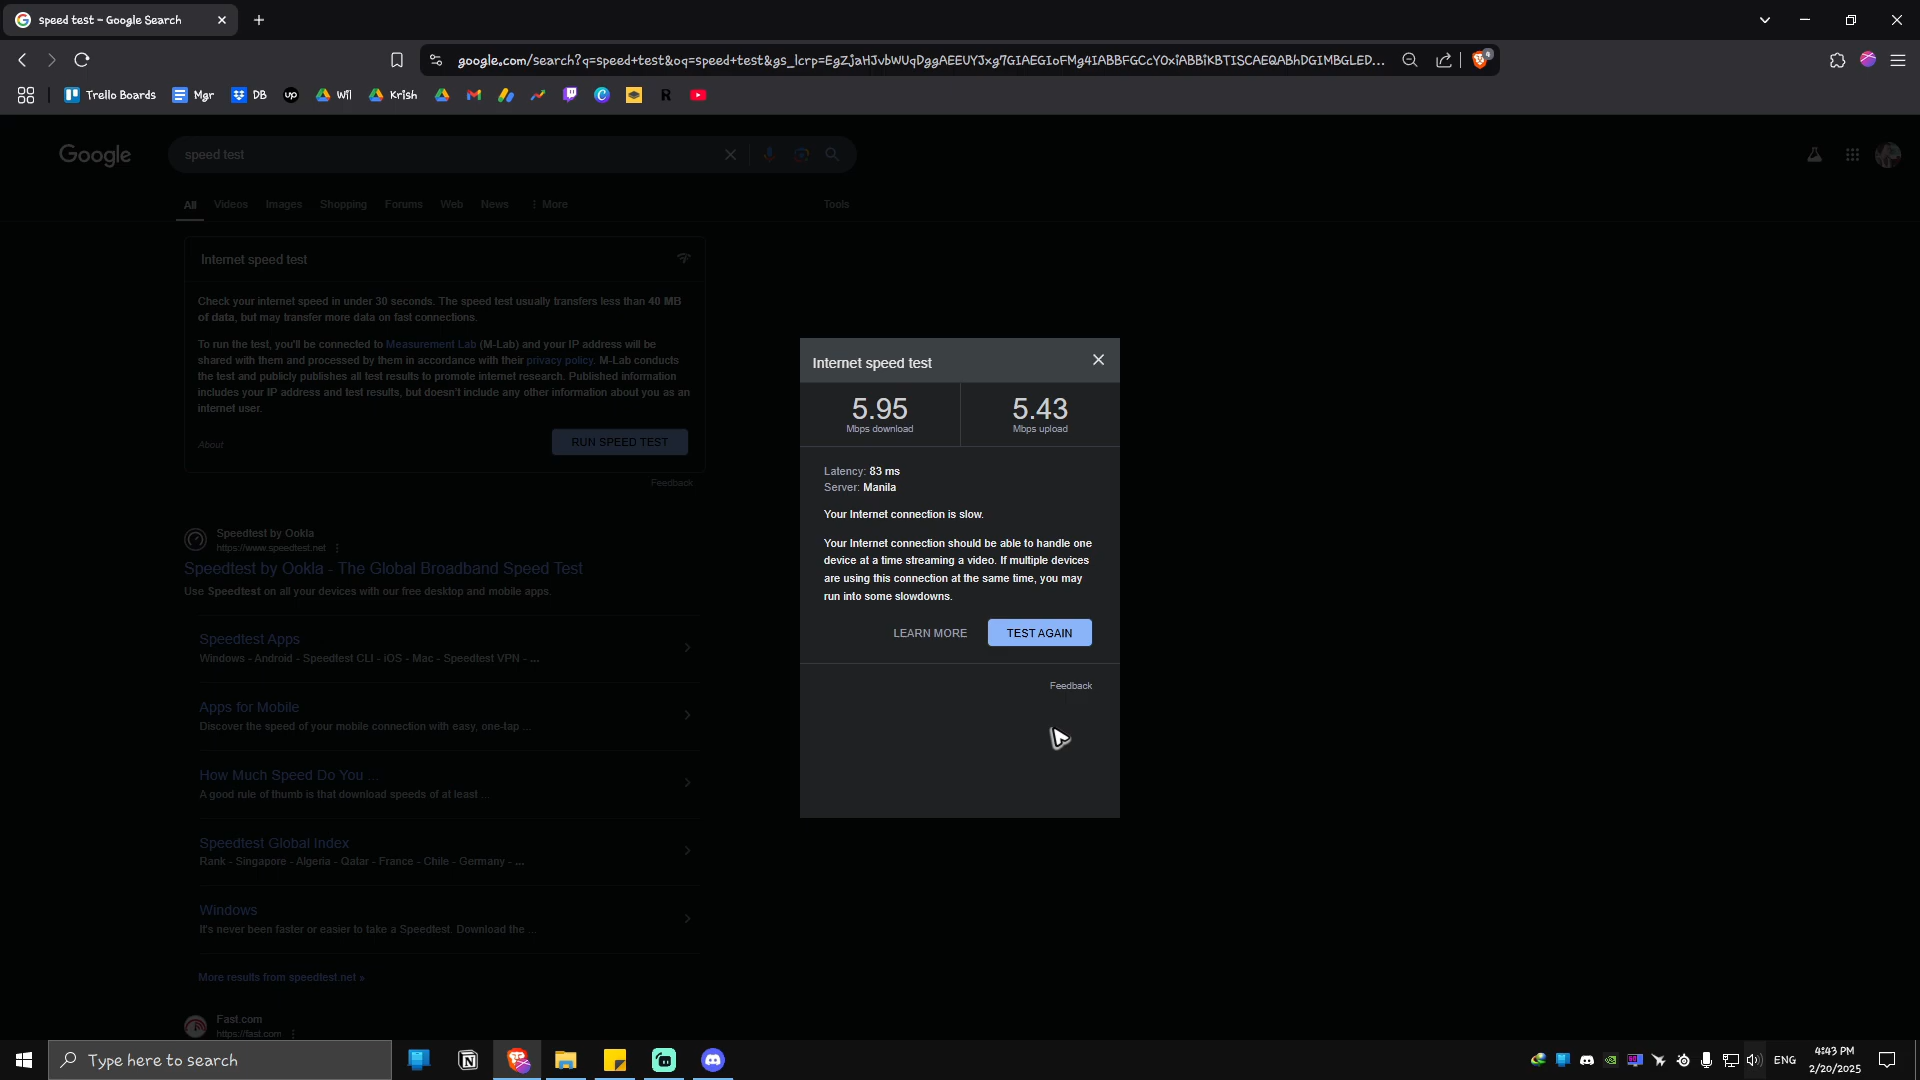 speed test - Google Search
google.com/search?q=speed+test&oq=speed+test&gs_lcrp=EgZjaHJvbWUqDggAEEUYJxg7GIAEGIoFMg4IABBFGCcYOxiABBiKBTISCAEQABhDGIMBGLED...
4
Trello Boards
Mgr
DB
up
Wil
Krish
R
Google
speed test
All Videos Images Shopping Forums Web News More Tools
Internet speed test
Check your internet speed in under 30 seconds. The speed test usually transfers less than 40 MB
of data, but may transfer more data on fast connections.
To run the test, you'll be connected to Measurement Lab (M-Lab) and your IP address will be
shared with them and processed by them in accordance with their privacy policy. M-Lab conducts
the test and publicly publishes all test results to promote internet research. Published information
includes your IP address and test results, but doesn't include any other information about you as an
internet user.
About
RUN SPEED TEST
Feedback
Speedtest by Ookla
https://www.speedtest.net
Speedtest by Ookla - The Global Broadband Speed Test
Use Speedtest on all your devices with our free desktop and mobile apps.
Speedtest Apps
Windows - Android - Speedtest CLI - iOS - Mac - Speedtest VPN - ...
Apps for Mobile
Discover the speed of your mobile connection with easy, one-tap ...
How Much Speed Do You ...
A good rule of thumb is that download speeds of at least ...
Speedtest Global Index
Rank - Singapore - Algeria - Qatar - France - Chile - Germany - ...
Windows
It's never been faster or easier to take a Speedtest. Download the ...
More results from speedtest.net »
Fast.com
https://fast.com
Internet speed test
5.95
Mbps download
5.43
Mbps upload
Latency: 83 ms
Server: Manila
Your Internet connection is slow.
Your Internet connection should be able to handle one
device at a time streaming a video. If multiple devices
are using this connection at the same time, you may
run into some slowdowns.
LEARN MORE
TEST AGAIN
Feedback
Type here to search
ENG
4:43 PM
2/20/2025